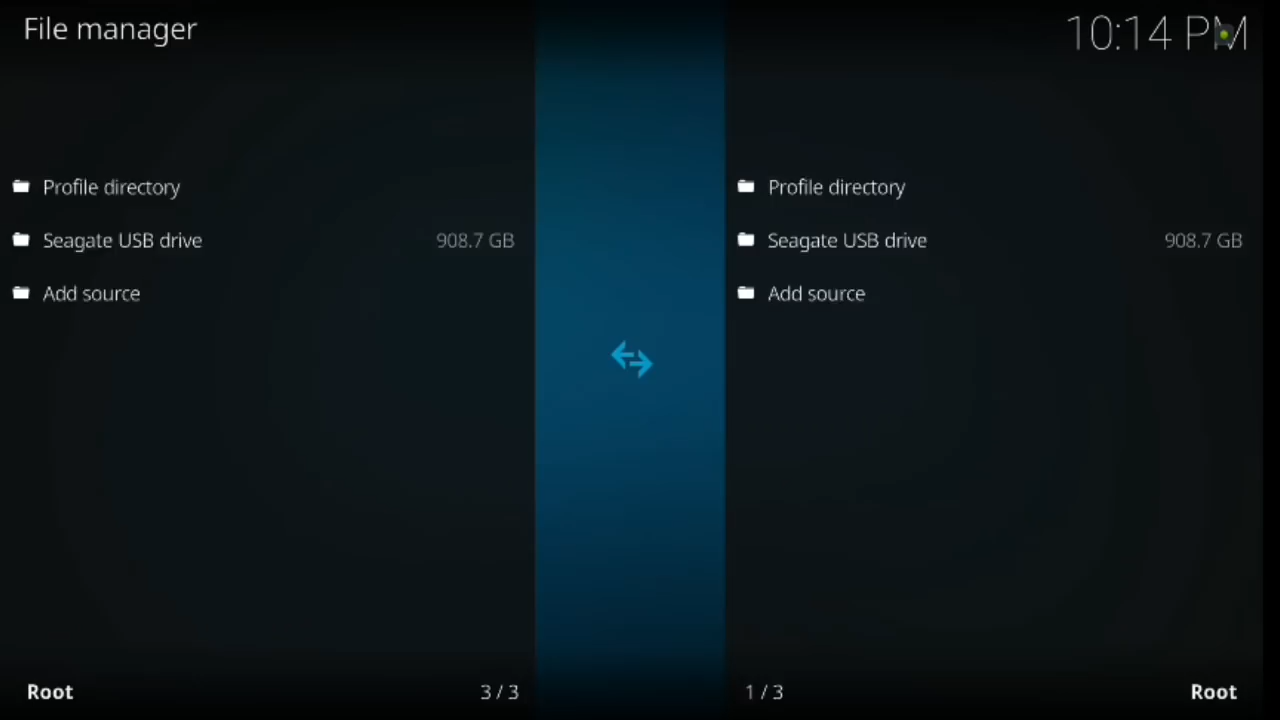 File manager
10:14 PM
Profile directory
Seagate USB drive 908.7 GB
Add source
Profile directory
Seagate USB drive 908.7 GB
Add source
Root 3 / 3
1 / 3 Root